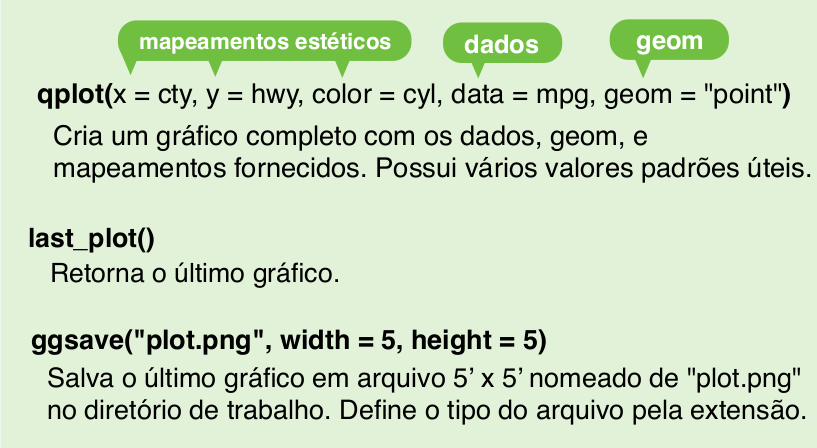 mapeamentos estéticos dados geom
qplot(x = cty, y = hwy, color = cyl, data = mpg, geom = "point")
Cria um gráfico completo com os dados, geom, e
mapeamentos fornecidos. Possui vários valores padrões úteis.
last_plot()
Retorna o último gráfico.
ggsave("plot.png", width = 5, height = 5)
Salva o último gráfico em arquivo 5’ x 5’ nomeado de "plot.png"
no diretório de trabalho. Define o tipo do arquivo pela extensão.